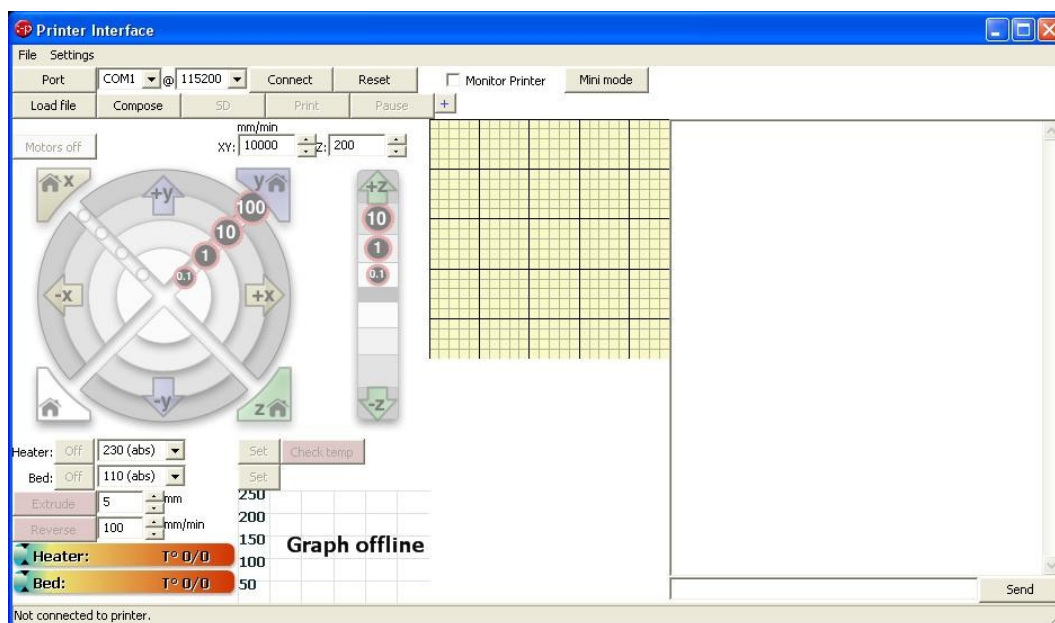 Printer Interface
File Settings
Port COM1 @ 115200 Connect Reset Monitor Printer Mini mode
Load file Compose SD Print Pause +
mm/min
Motors off XY: 10000 Z: 200
x +y y +z
100
10 10
1 1
0.1 0.1
-x +x
-y z -z
Heater: Off 230 (abs) Set Check temp
Bed: Off 110 (abs) Set
Extrude 5 mm 250
200
Reverse 100 mm/min
150
Graph offline
Heater: T° 0/0 100
Bed: T° 0/0 50
Send
Not connected to printer.